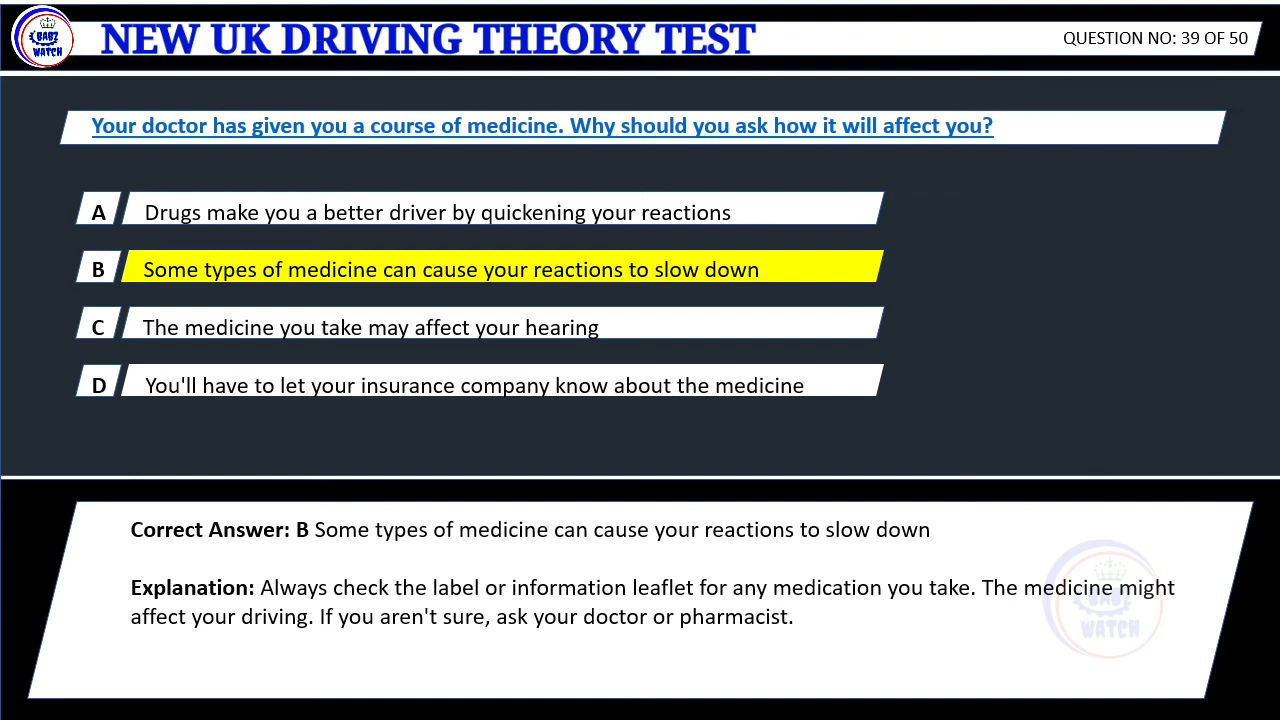 BABZ
WATCH
NEW UK DRIVING THEORY TEST
QUESTION NO: 39 OF 50
Your doctor has given you a course of medicine. Why should you ask how it will affect you?
A Drugs make you a better driver by quickening your reactions
B Some types of medicine can cause your reactions to slow down
C The medicine you take may affect your hearing
D You'll have to let your insurance company know about the medicine
Correct Answer: B Some types of medicine can cause your reactions to slow down
Explanation: Always check the label or information leaflet for any medication you take. The medicine might
affect your driving. If you aren't sure, ask your doctor or pharmacist.
BABZ
WATCH